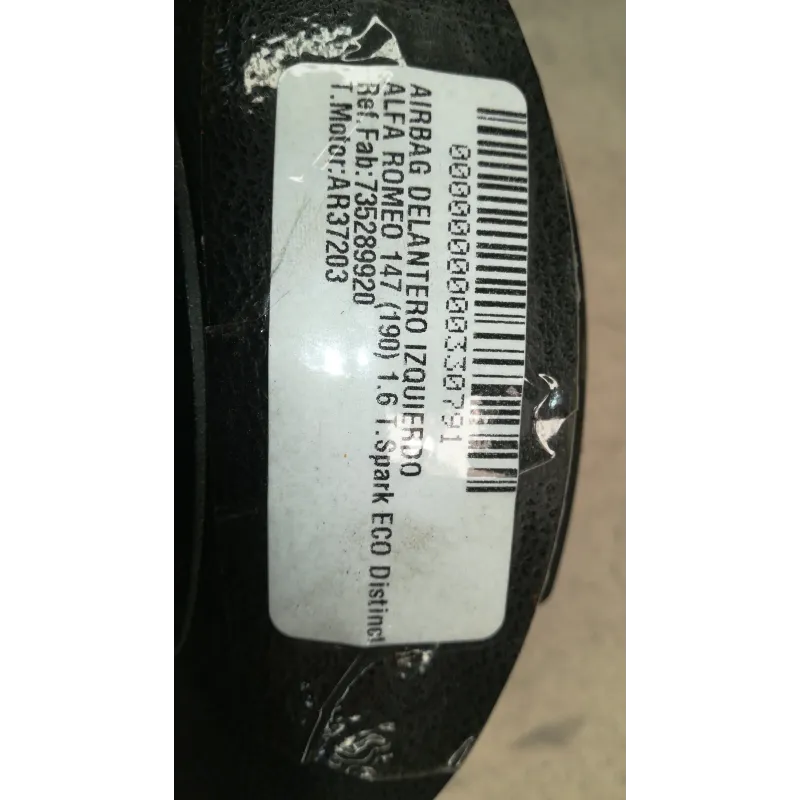 0000000000330791
AIRBAG DELANTERO IZQUIERDO
ALFA ROMEO 147 (190) 1.6 T.Spark ECO Distinct
Ref.Fab:735289920
T.Motor:AR37203